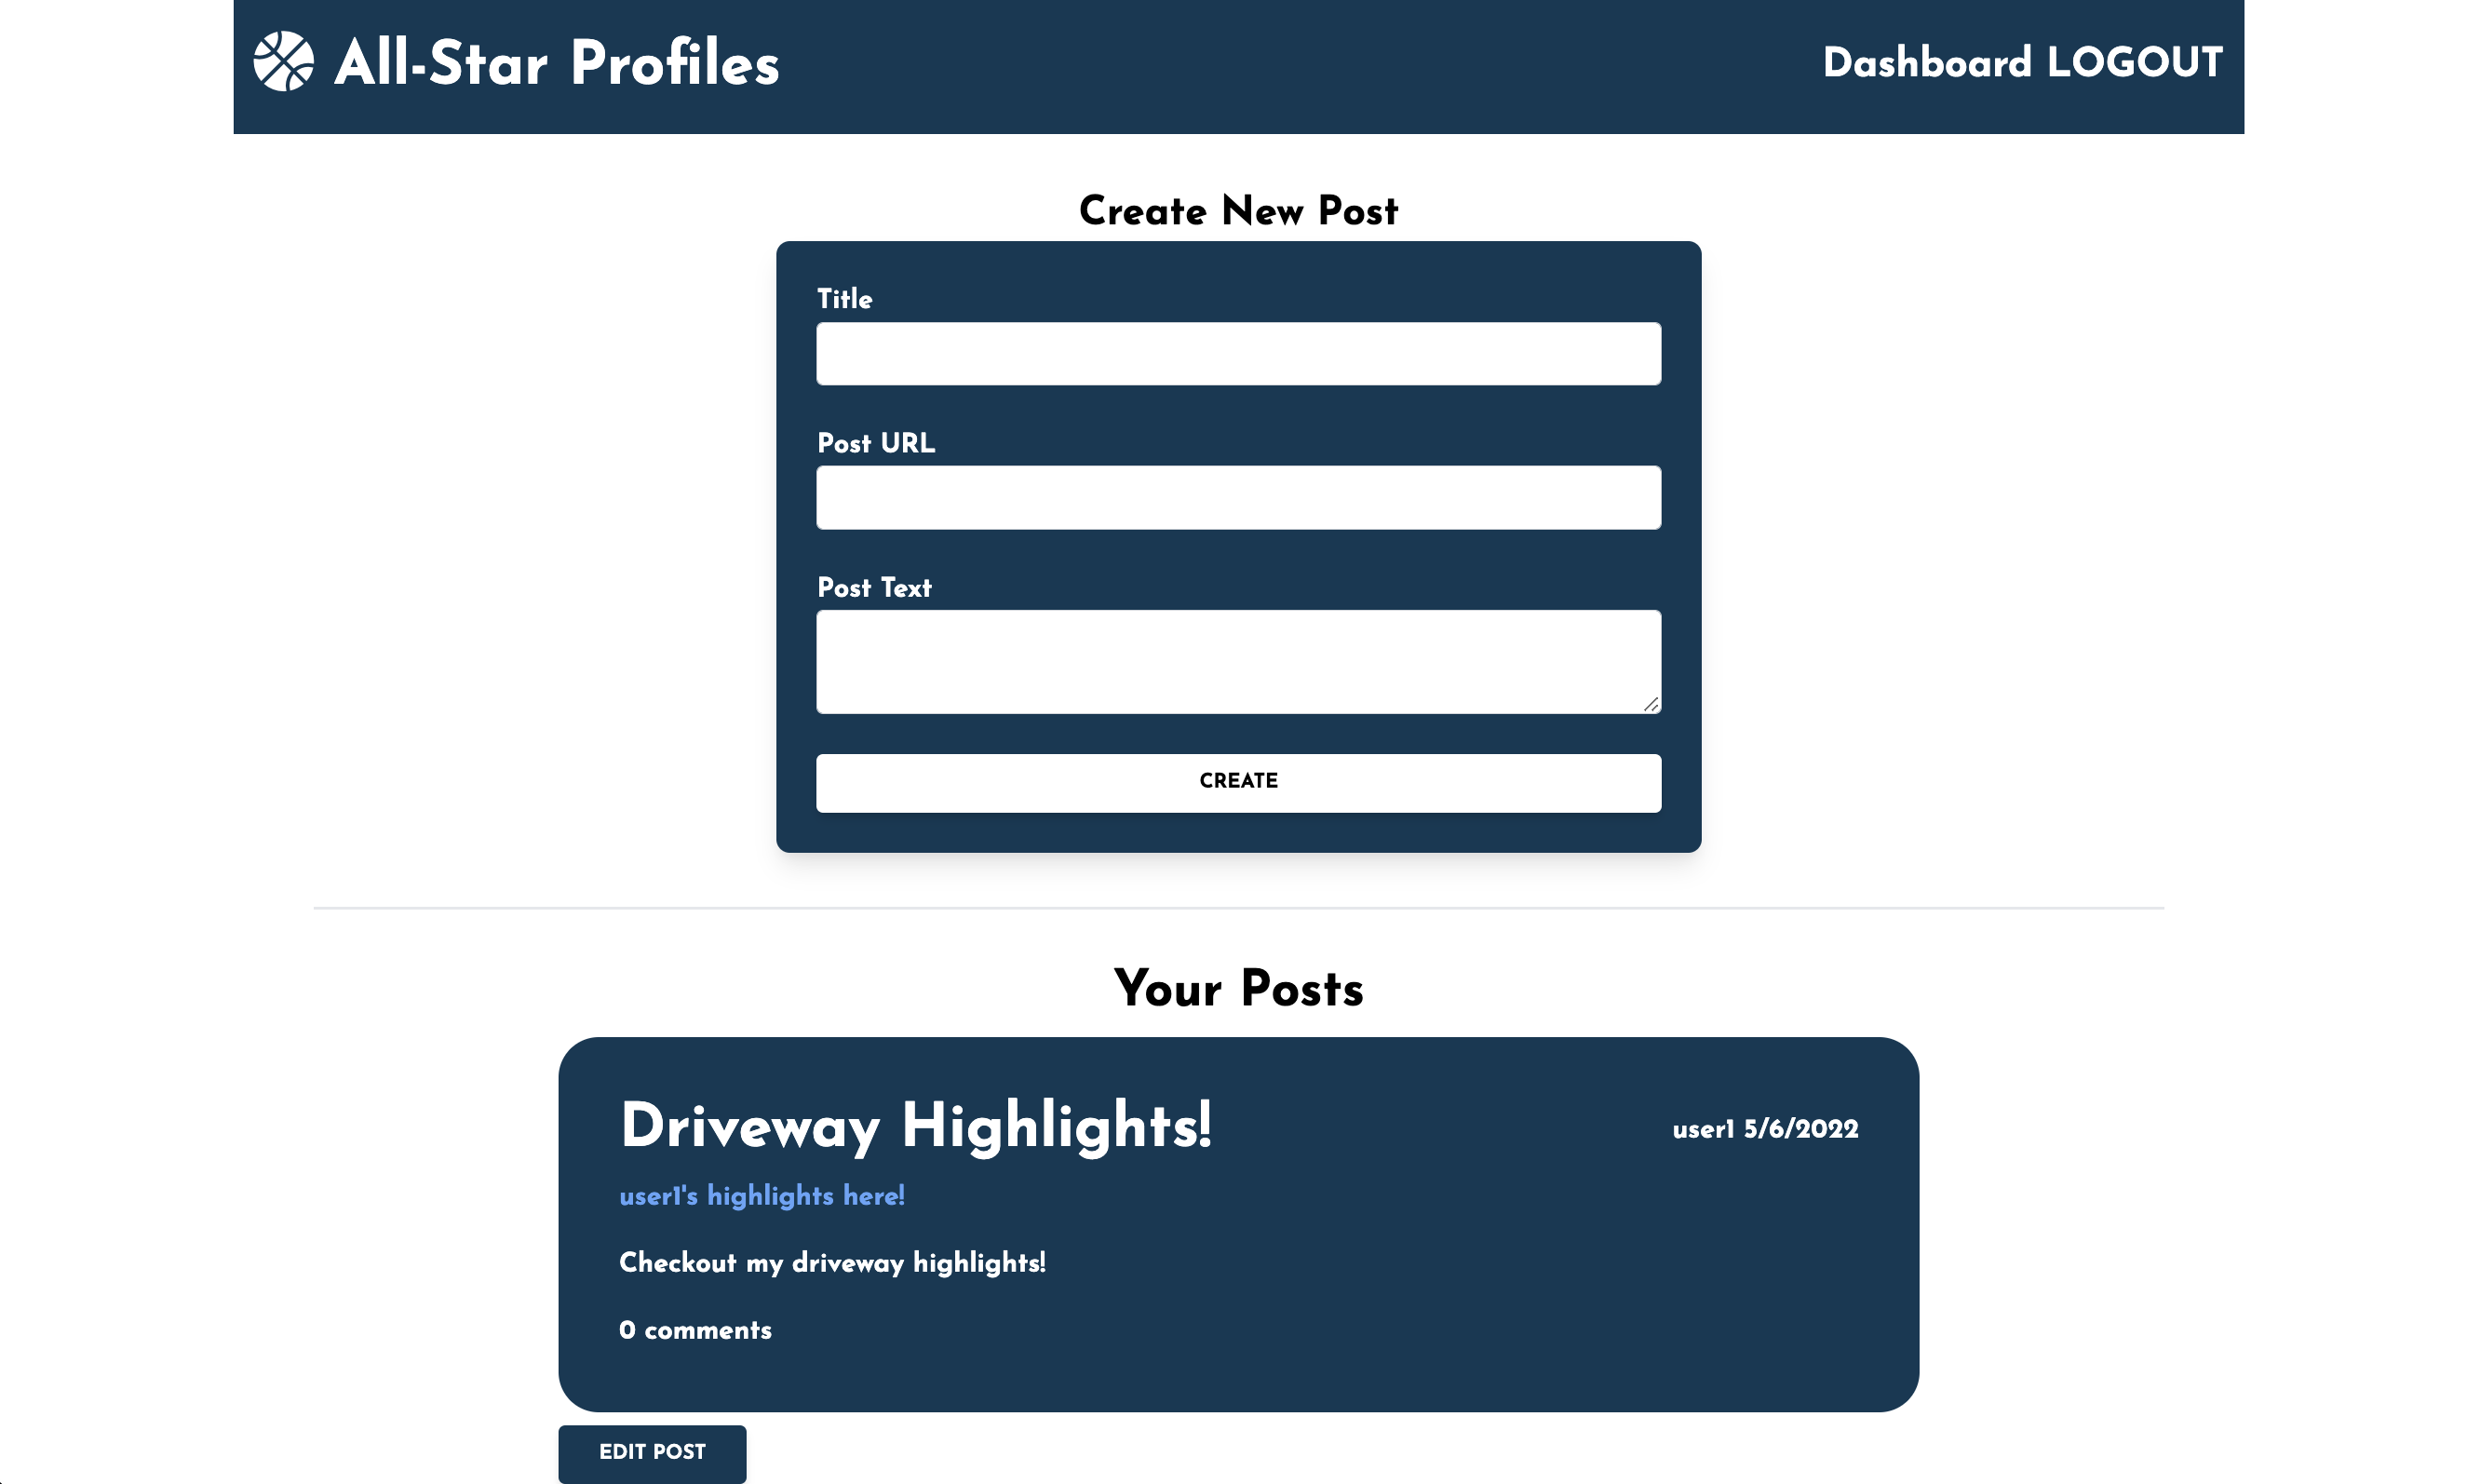 All-Star Profiles
Dashboard LOGOUT
Create New Post
Title
Post URL
Post Text
CREATE
Your Posts
Driveway Highlights!
user1 5/6/2022
user1's highlights here!
Checkout my driveway highlights!
0 comments
EDIT POST